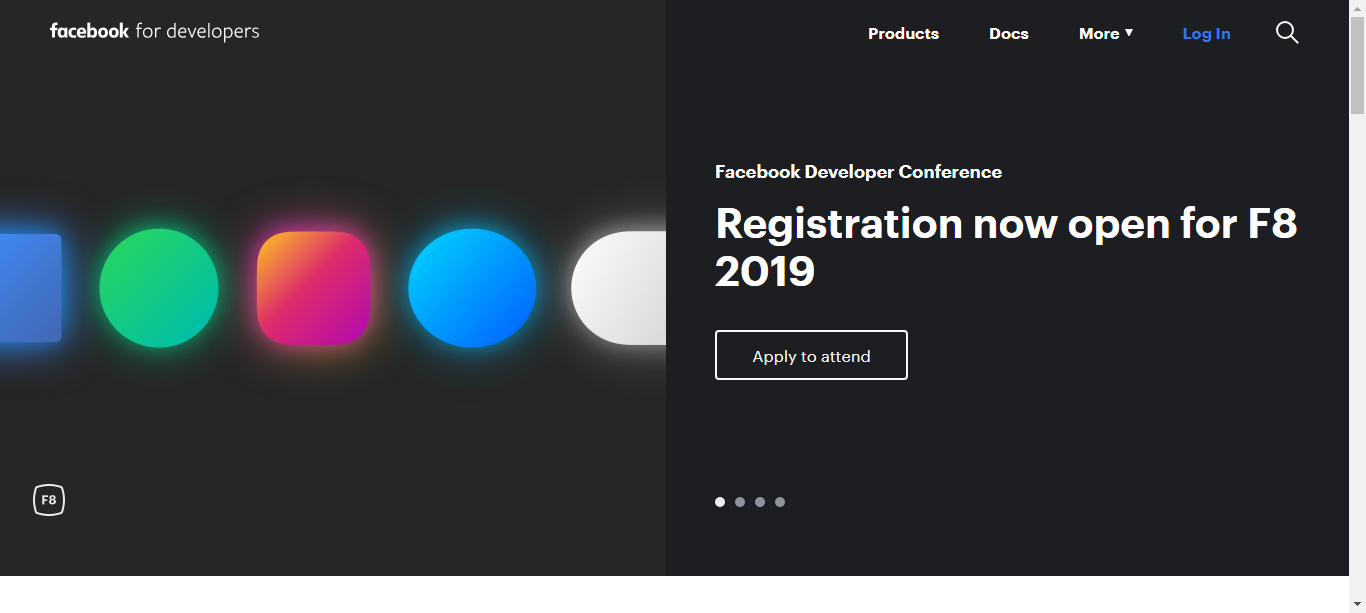 facebook for developers
Products Docs More Log In
Facebook Developer Conference
Registration now open for F8
2019
Apply to attend
F8